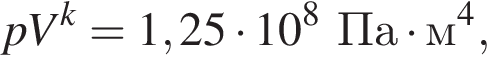 pV^k = 1,25 · 10^8 Па · м^4,